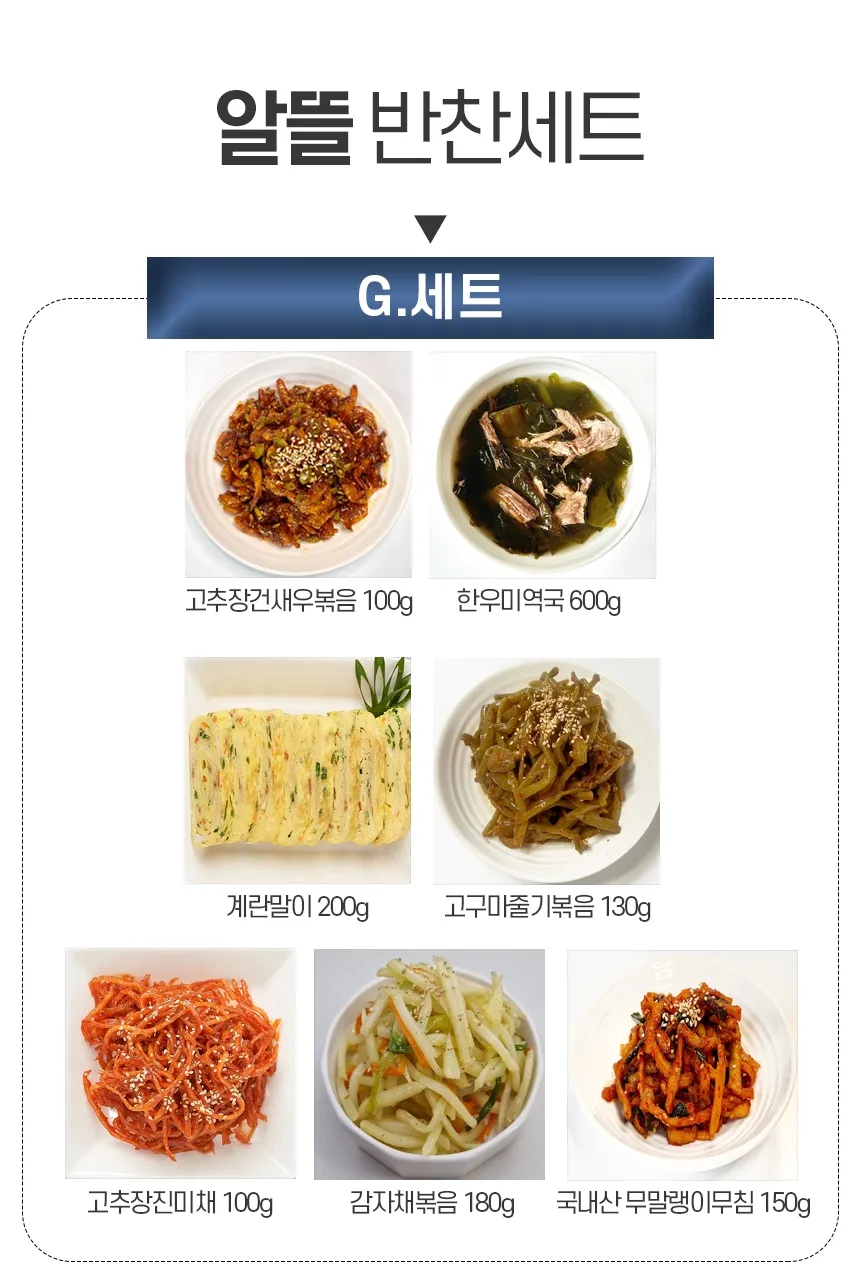 알뜰 반찬세트
G.세트
고추장건새우볶음 100g
한우미역국 600g
계란말이 200g
고구마줄기볶음 130g
고추장진미채 100g
감자채볶음 180g
국내산 무말랭이무침 150g